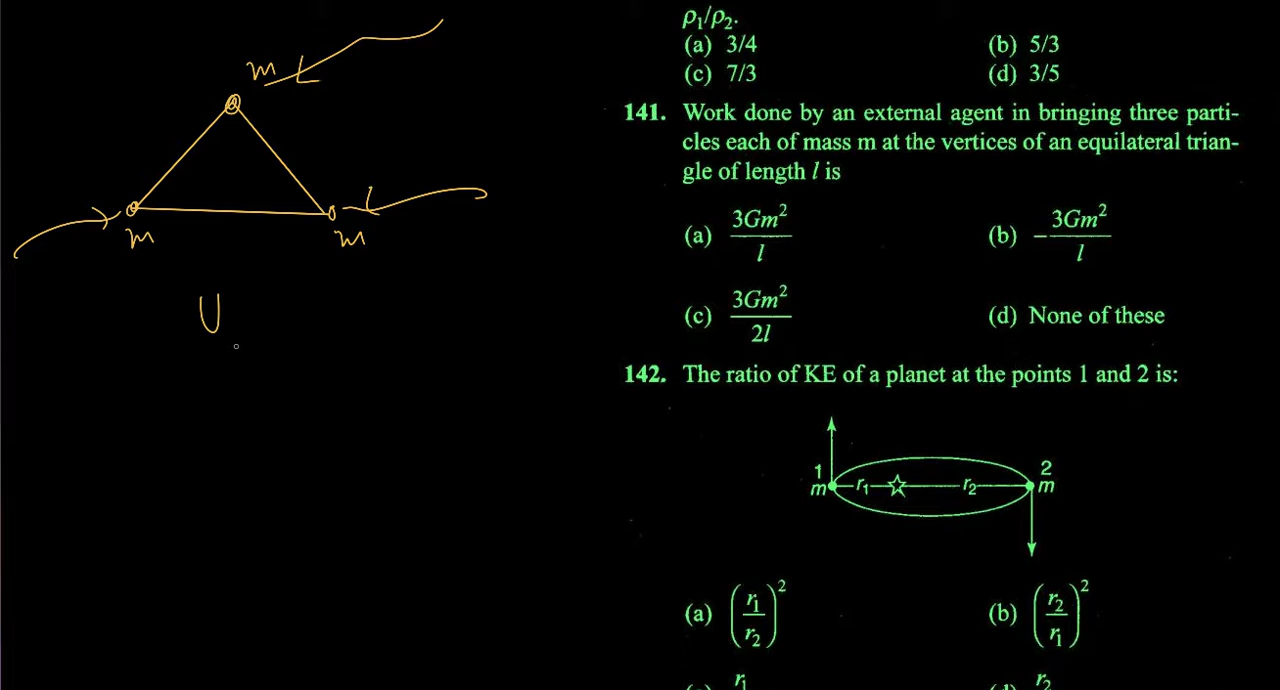 m
m
m
U
ρ₁/ρ₂.
(a) 3/4
(b) 5/3
(c) 7/3
(d) 3/5
141. Work done by an external agent in bringing three parti-
cles each of mass m at the vertices of an equilateral trian-
gle of length l is
(a) 3Gm²/l
(b) -3Gm²/l
(c) 3Gm²/2l
(d) None of these
142. The ratio of KE of a planet at the points 1 and 2 is:
1
2
m r₁ r₂ m
(a) (r₁/r₂)²
(b) (r₂/r₁)²
r₁
r₂